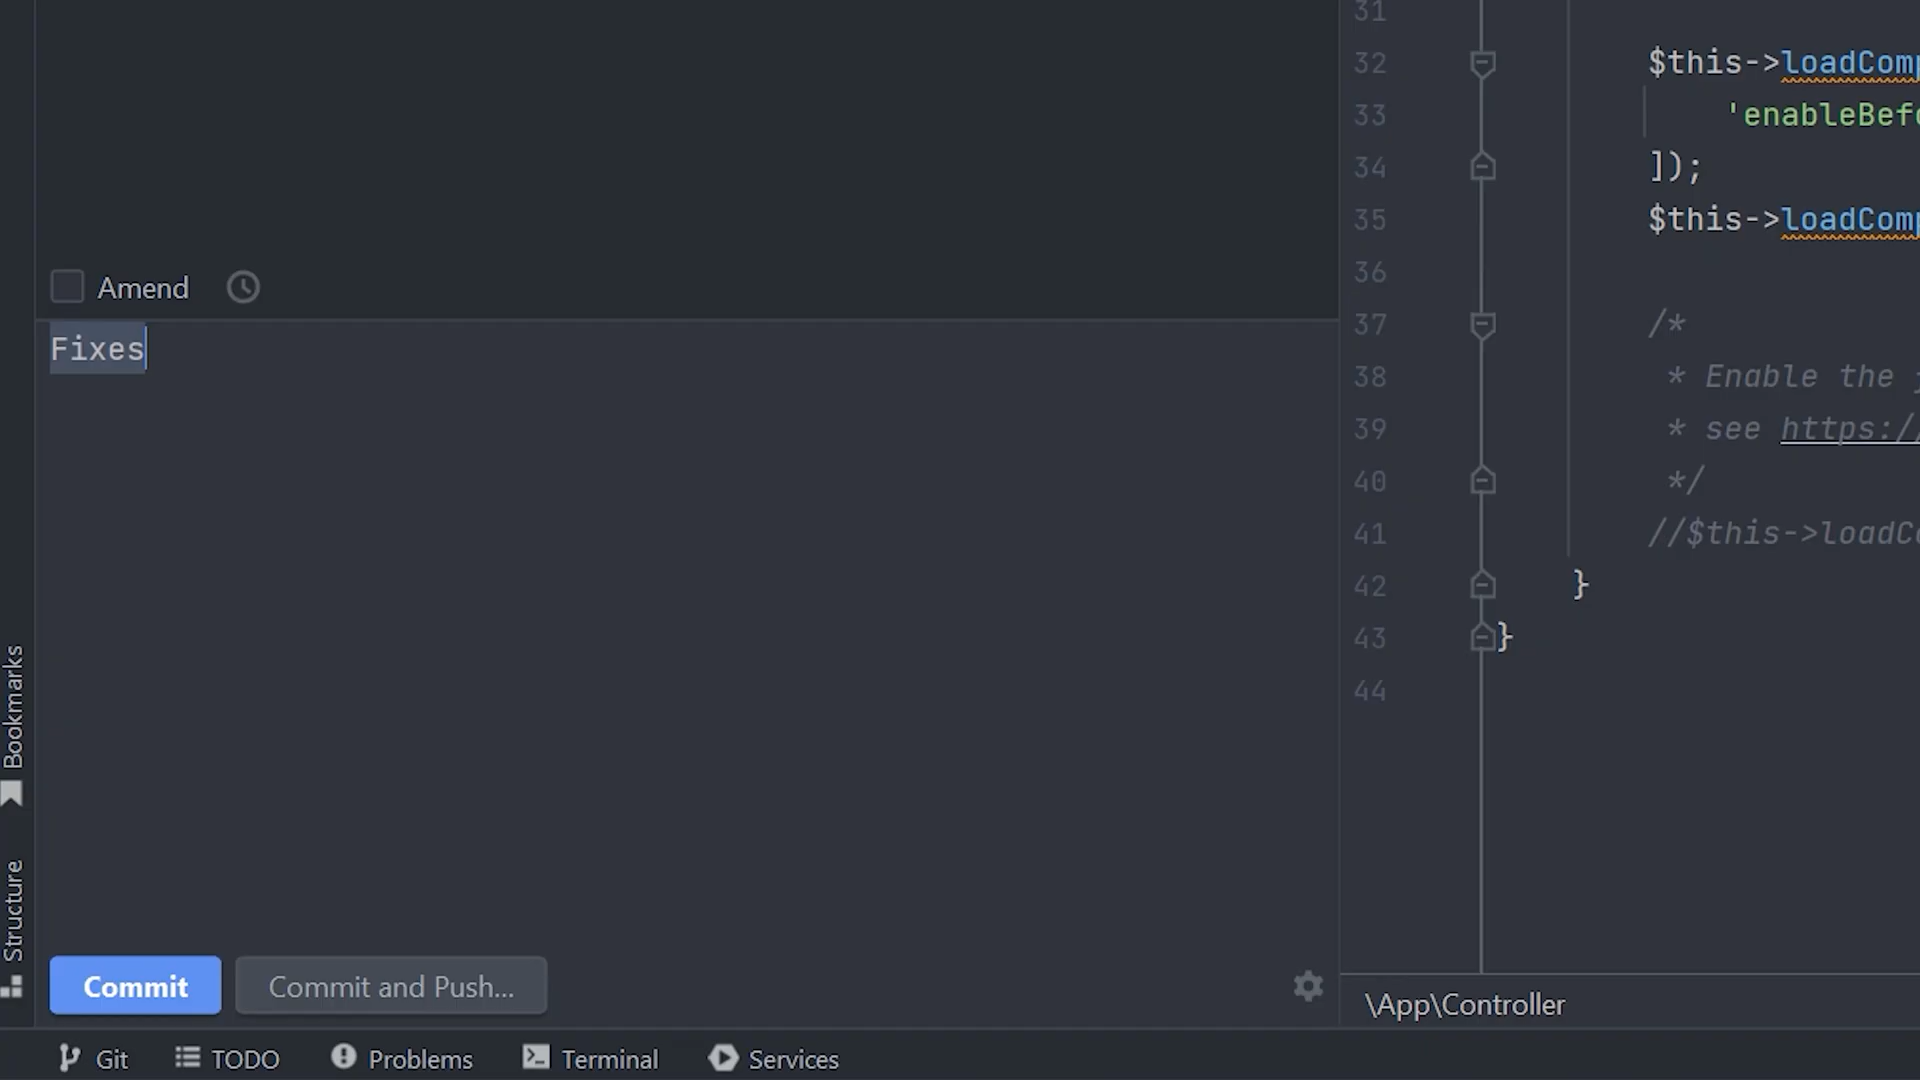 Amend
Fixes
Bookmarks
Structure
Commit
Commit and Push...
31
32 $this->loadComp
33 'enableBefo
34 ]);
35 $this->loadComp
36
37 /*
38 * Enable the
39 * see https://
40 */
41 //$this->loadCo
42 }
43 }
44
\App\Controller
Git
TODO
Problems
Terminal
Services